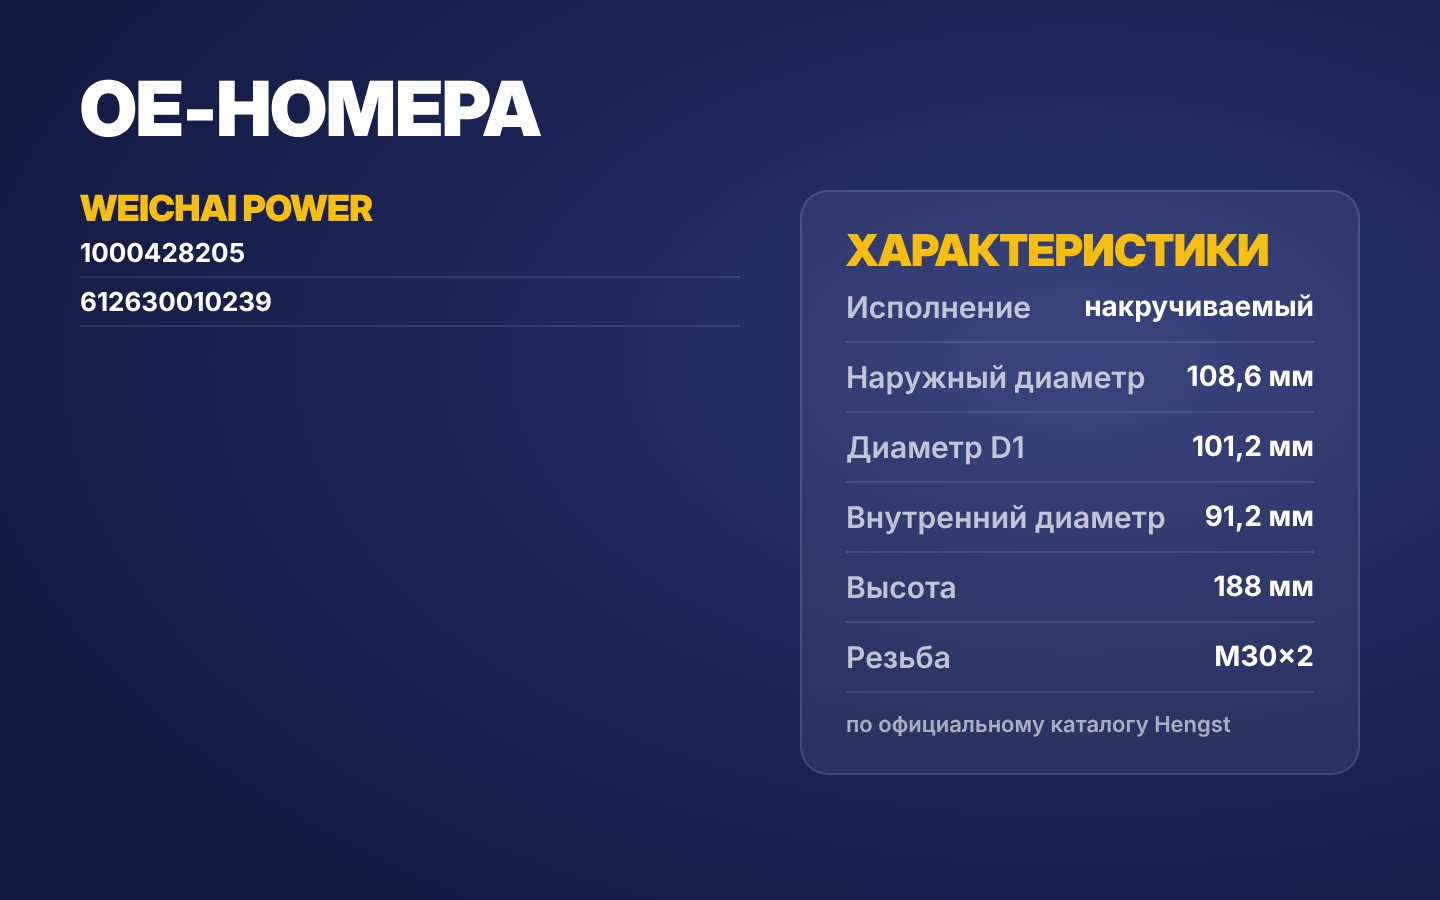 ОЕ-НОМЕРА
WEICHAI POWER
1000428205
612630010239
ХАРАКТЕРИСТИКИ
Исполнение накручиваемый
Наружный диаметр 108,6 мм
Диаметр D1 101,2 мм
Внутренний диаметр 91,2 мм
Высота 188 мм
Резьба M30×2
по официальному каталогу Hengst